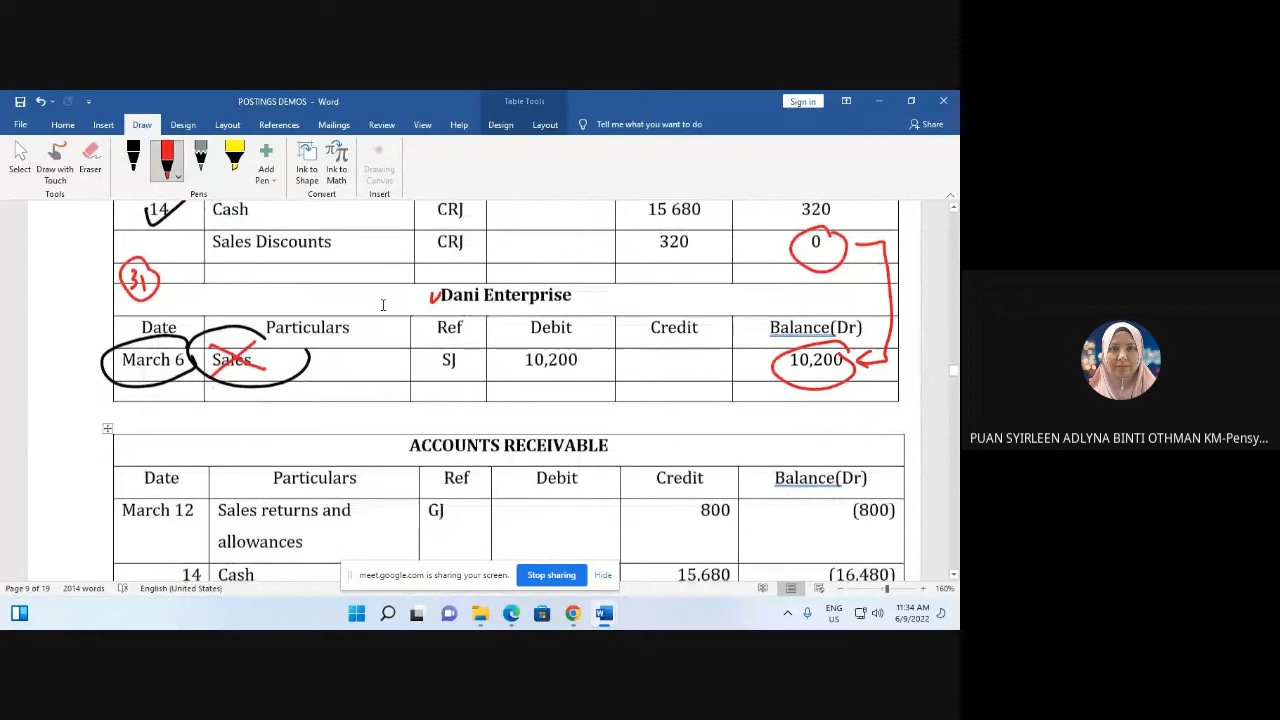 POSTINGS DEMOS - Word
Table Tools
Sign in
File Home Insert Draw Design Layout References Mailings Review View Help Design Layout Tell me what you want to do Share
Select Draw with Touch Eraser
Add Pen
Ink to Shape Ink to Math
Drawing Canvas
Tools Pens Convert Insert
14 Cash CRJ 15 680 320
Sales Discounts CRJ 320 0
31
Dani Enterprise
Date Particulars Ref Debit Credit Balance(Dr)
March 6 Sales SJ 10,200 10,200
ACCOUNTS RECEIVABLE
Date Particulars Ref Debit Credit Balance(Dr)
March 12 Sales returns and GJ 800 (800)
allowances
14 Cash 15,680 (16,480)
meet.google.com is sharing your screen. Stop sharing Hide
Page 9 of 19 2014 words English (United States) 160%
ENG US 11:34 AM 6/9/2022
PUAN SYIRLEEN ADLYNA BINTI OTHMAN KM-Pensy...